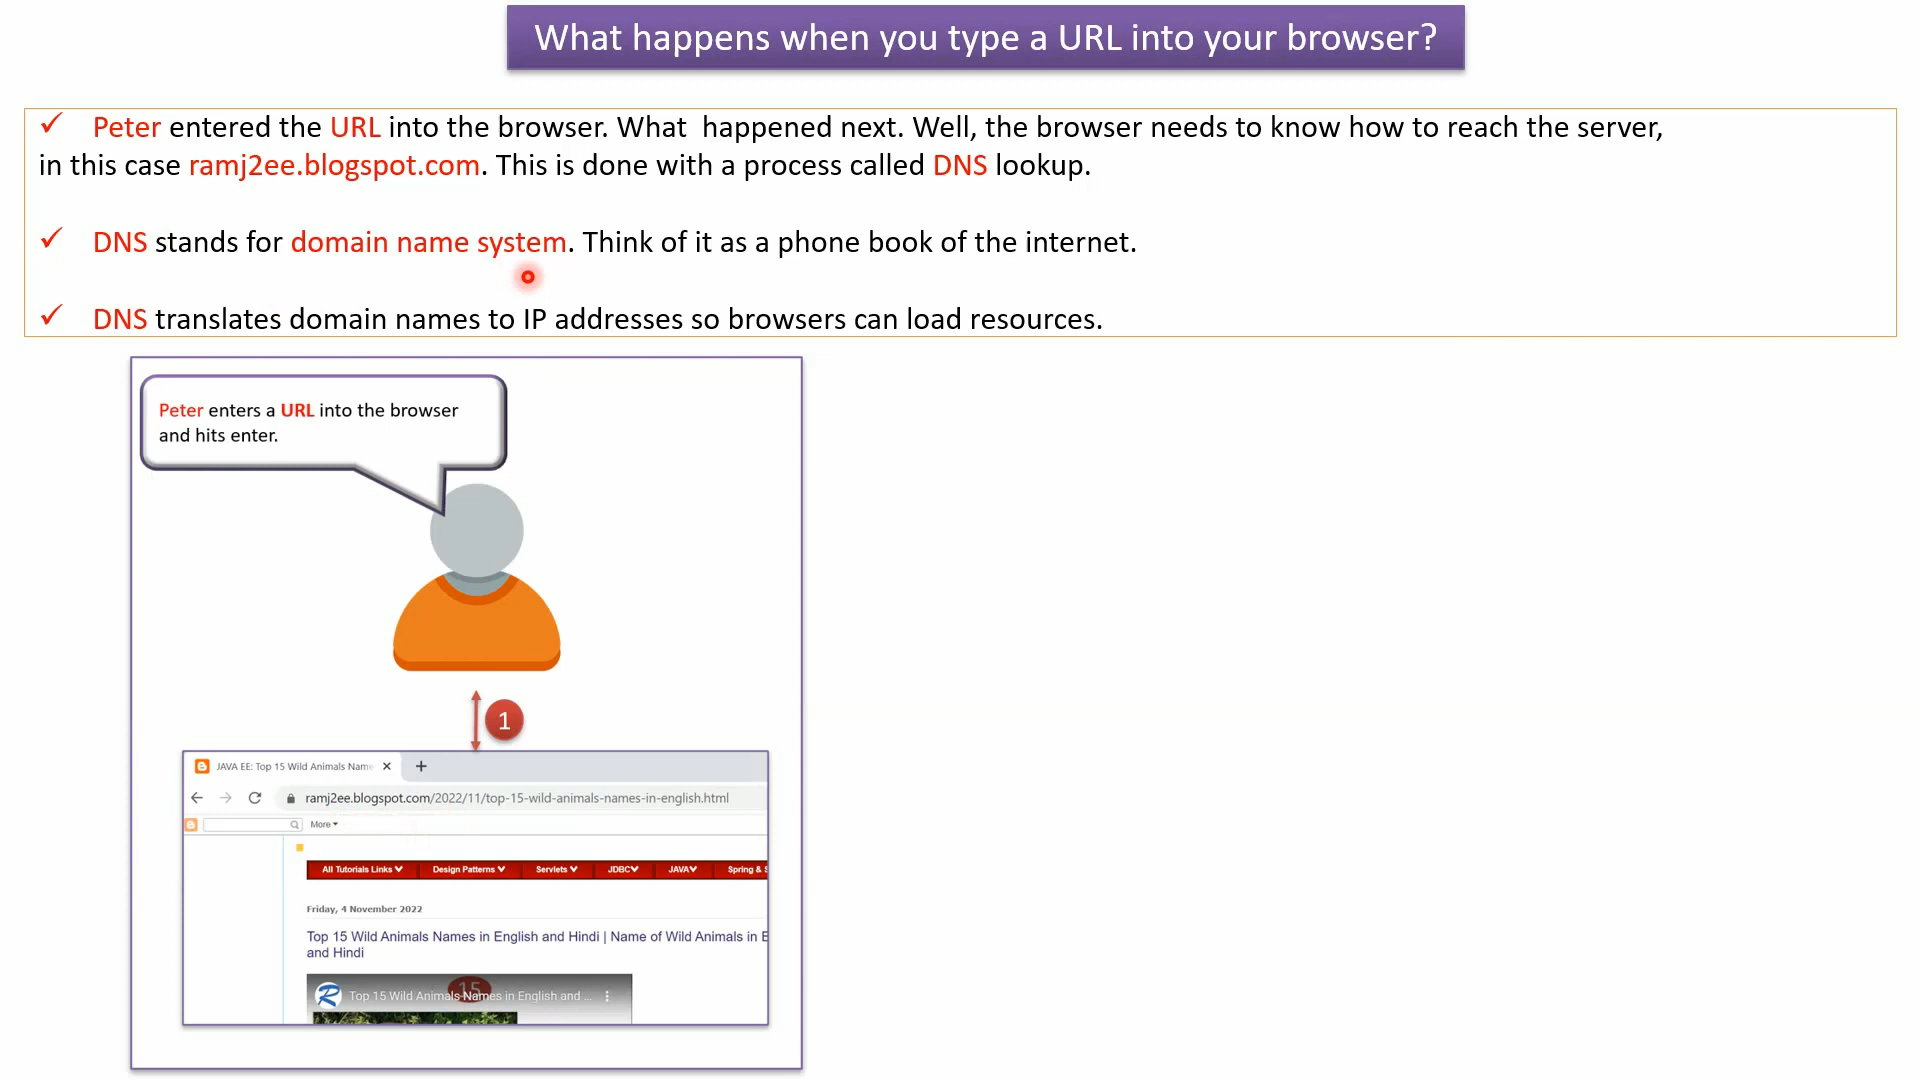 What happens when you type a URL into your browser?
Peter entered the URL into the browser. What  happened next. Well, the browser needs to know how to reach the server,
in this case ramj2ee.blogspot.com. This is done with a process called DNS lookup.
DNS stands for domain name system. Think of it as a phone book of the internet.
DNS translates domain names to IP addresses so browsers can load resources.
Peter enters a URL into the browser
and hits enter.
1
JAVA EE: Top 15 Wild Animals Name
ramj2ee.blogspot.com/2022/11/top-15-wild-animals-names-in-english.html
More
All Tutorials Links Design Patterns Servlets JDBC JAVA Spring & S
Friday, 4 November 2022
Top 15 Wild Animals Names in English and Hindi | Name of Wild Animals in E
and Hindi
15
Top 15 Wild Animals Names in English and ...